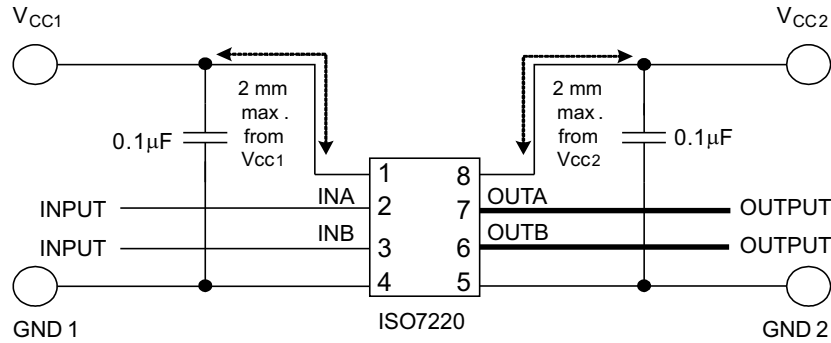 VCC1
VCC2
2 mm
max .
from
VCC1
2 mm
max .
from
VCC2
0.1μF
0.1μF
1
8
INPUT
INA
2
7
OUTA
OUTPUT
INPUT
INB
3
6
OUTB
OUTPUT
4
5
GND 1
ISO7220
GND 2